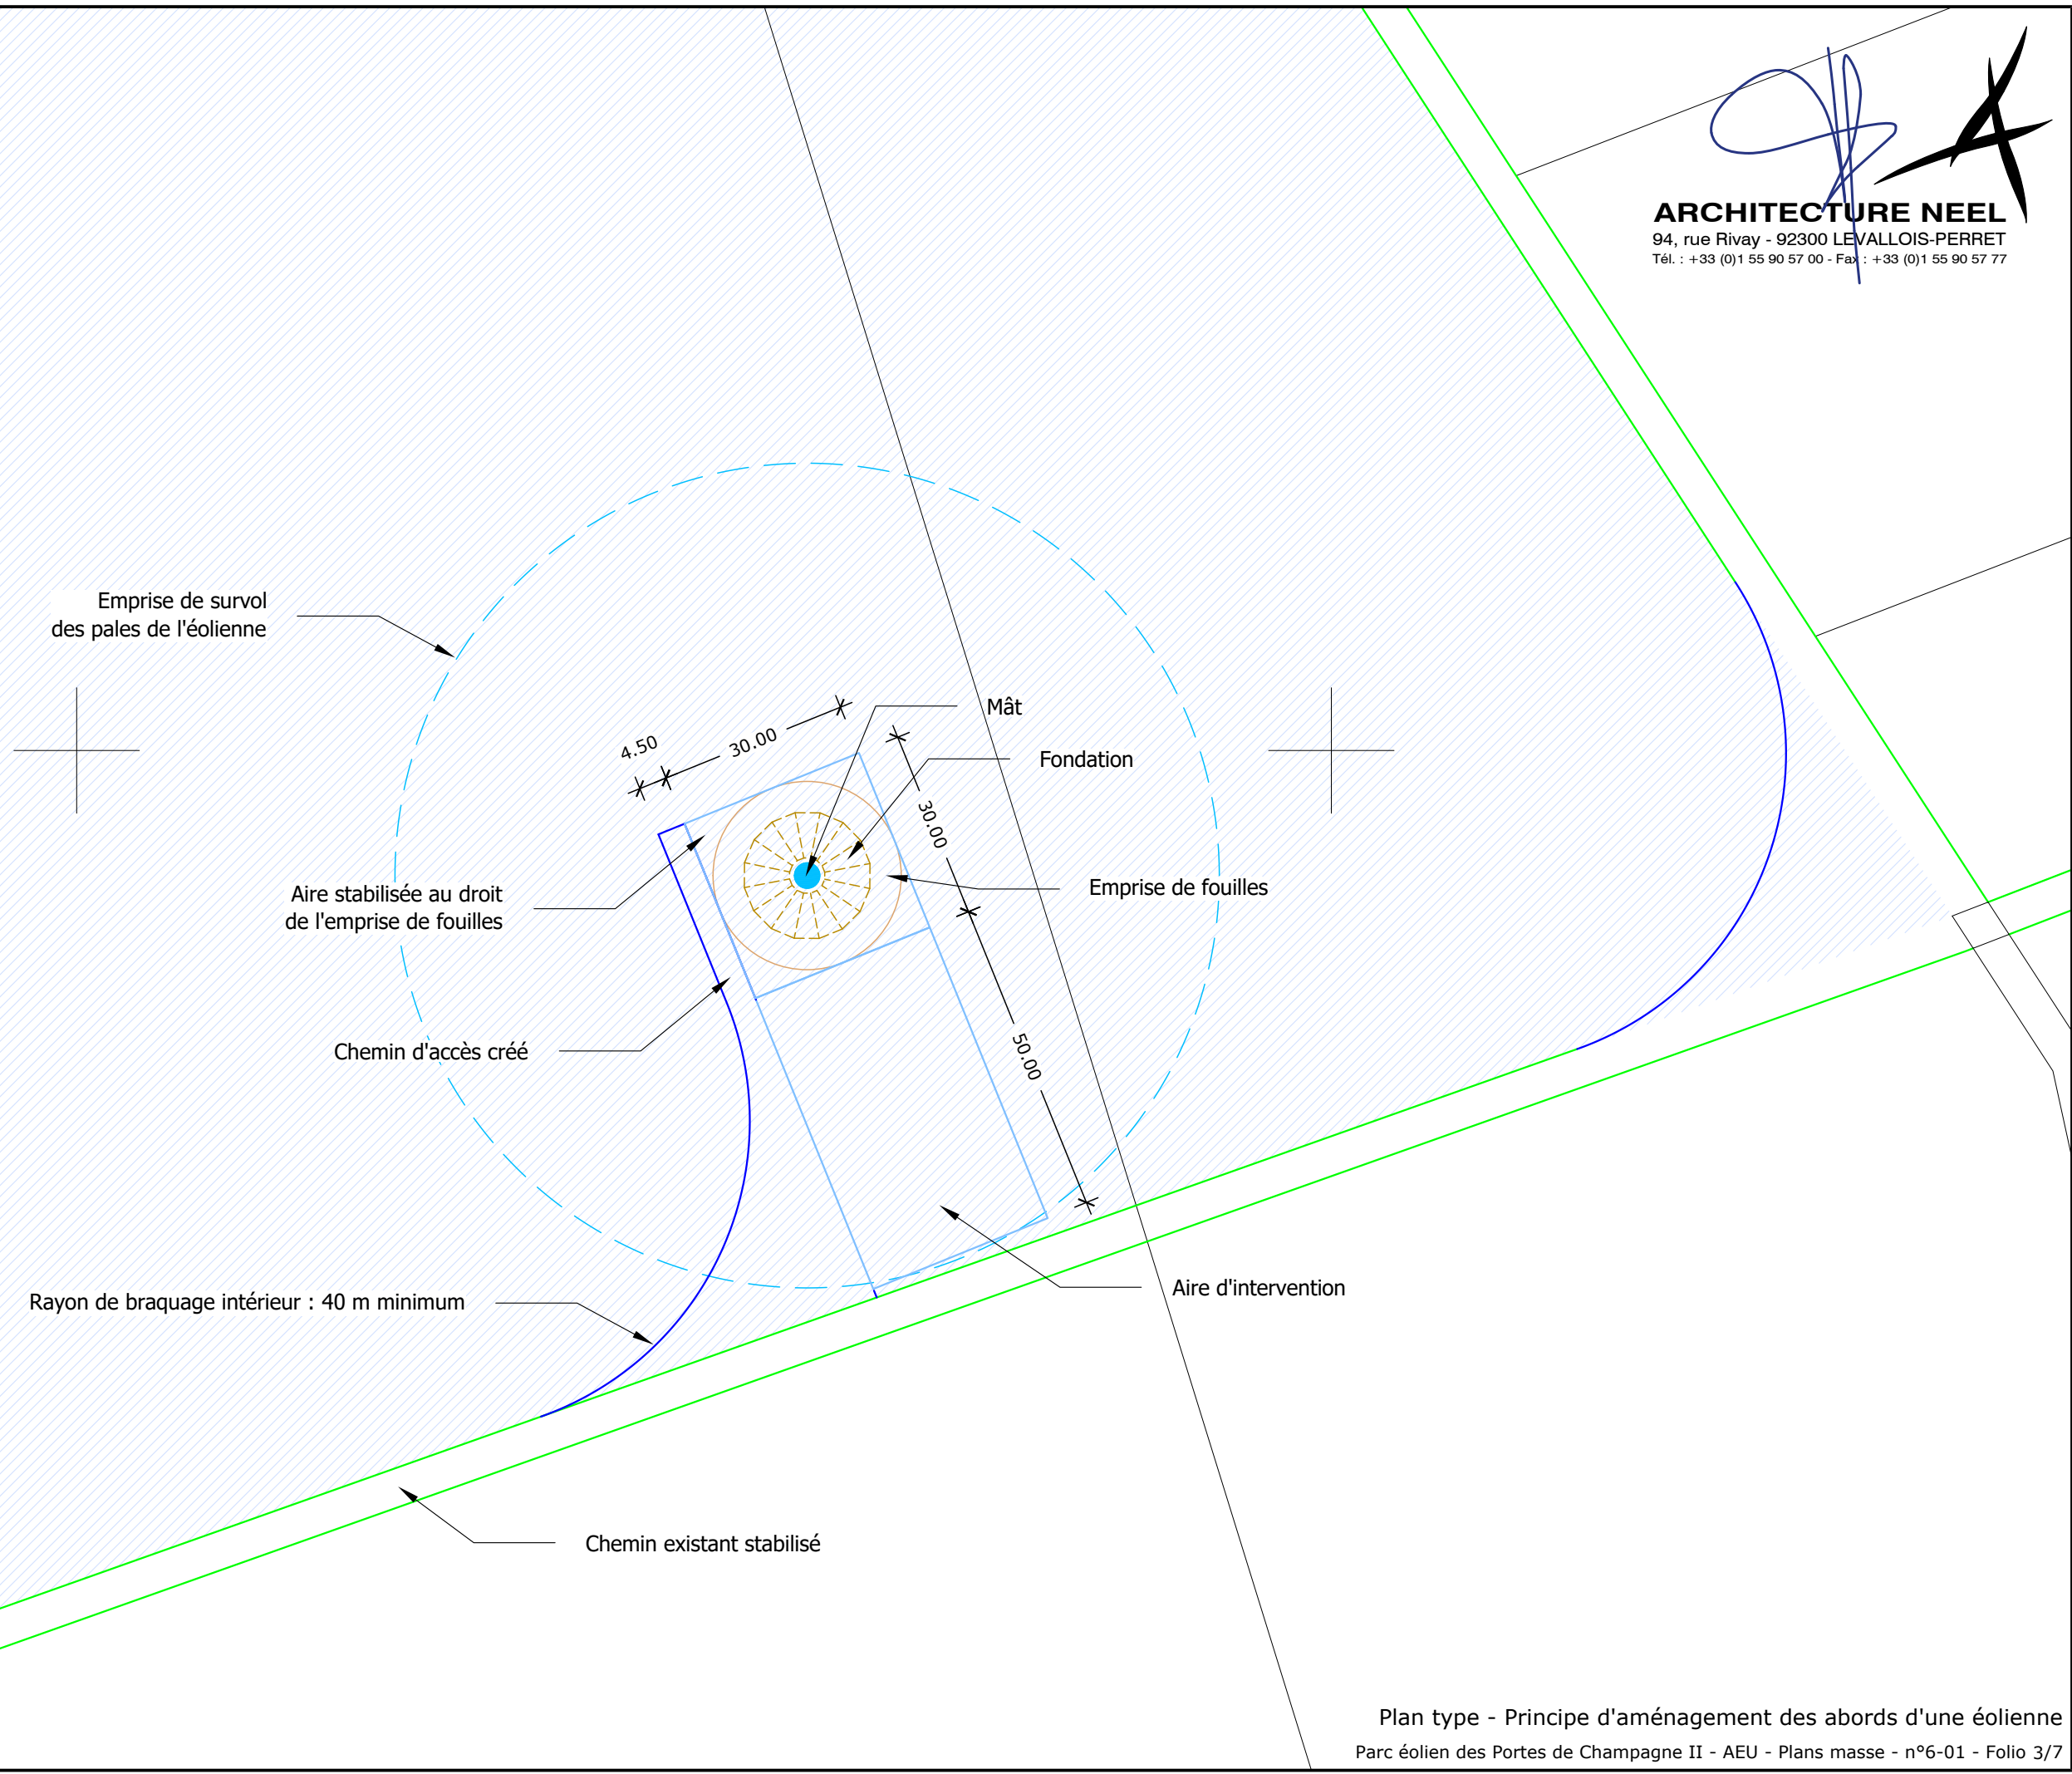 ARCHITECTURE NEEL
94, rue Rivay - 92300 LEVALLOIS-PERRET
Tél. : +33 (0)1 55 90 57 00 - Fax : +33 (0)1 55 90 57 77
Emprise de survol
des pales de l'éolienne
Mât
4.50
30.00
Fondation
30.00
Aire stabilisée au droit
de l'emprise de fouilles
Emprise de fouilles
Chemin d'accès créé
50.00
Rayon de braquage intérieur : 40 m minimum
Aire d'intervention
Chemin existant stabilisé
Plan type - Principe d'aménagement des abords d'une éolienne
Parc éolien des Portes de Champagne II - AEU - Plans masse - n°6-01 - Folio 3/7